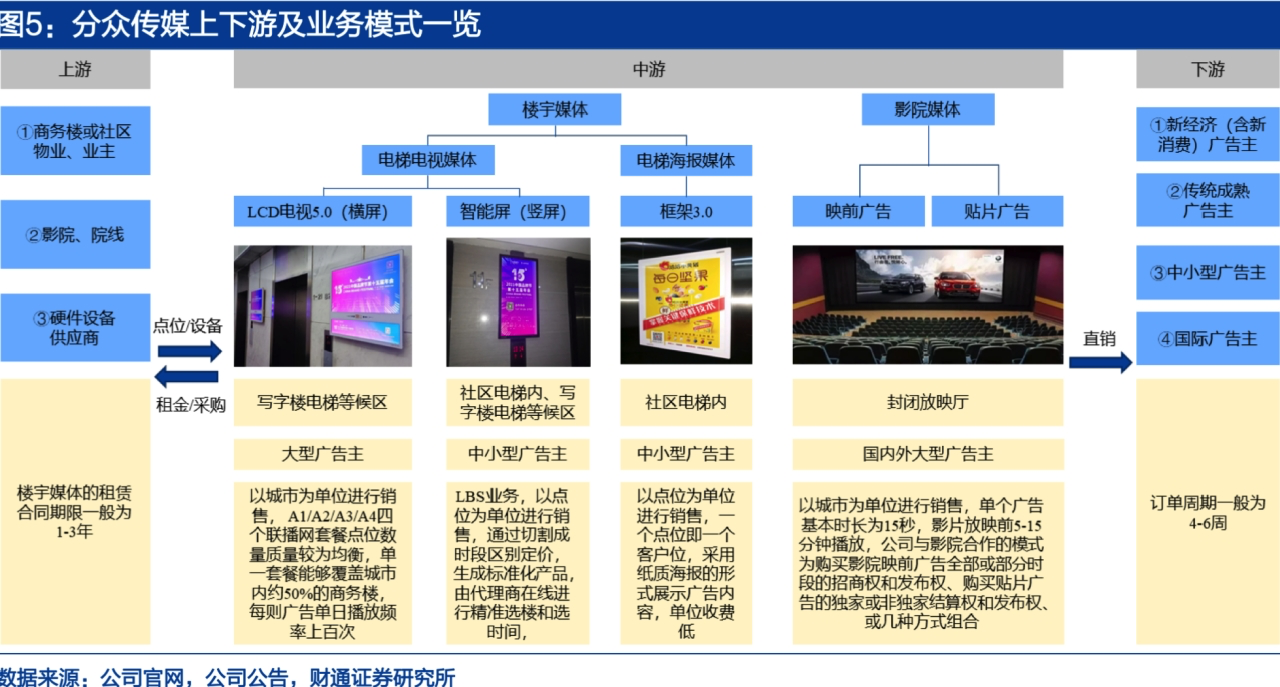 图5：分众传媒上下游及业务模式一览
上游
中游
下游
①商务楼或社区
物业、业主
②影院、院线
③硬件设备
供应商
楼宇媒体的租赁
合同期限一般为
1-3年
点位/设备
租金/采购
楼宇媒体
影院媒体
电梯电视媒体
电梯海报媒体
LCD电视5.0（横屏）
智能屏（竖屏）
框架3.0
映前广告
贴片广告
每日坚果
掌握关键保鲜技术
LIVE FREE
写字楼电梯等候区
社区电梯内、写
字楼电梯等候区
社区电梯内
封闭放映厅
大型广告主
中小型广告主
中小型广告主
国内外大型广告主
以城市为单位进行销
售，A1/A2/A3/A4四
个联播网套餐点位数
量质量较为均衡，单
一套餐能够覆盖城市
内约50%的商务楼，
每则广告单日播放频
率上百次
LBS业务，以点
位为单位进行销
售，通过切割成
时段区别定价，
生成标准化产品，
由代理商在线进
行精准选楼和选
时间，
以点位为单位
进行销售，一
个点位即一个
客户位，采用
纸质海报的形
式展示广告内
容，单位收费
低
以城市为单位进行销售，单个广告
基本时长为15秒，影片放映前5-15
分钟播放，公司与影院合作的模式
为购买影院映前广告全部或部分时
段的招商权和发布权、购买贴片广
告的独家或非独家结算权和发布权、
或几种方式组合
直销
①新经济（含新
消费）广告主
②传统成熟
广告主
③中小型广告主
④国际广告主
订单周期一般为
4-6周
数据来源：公司官网，公司公告，财通证券研究所